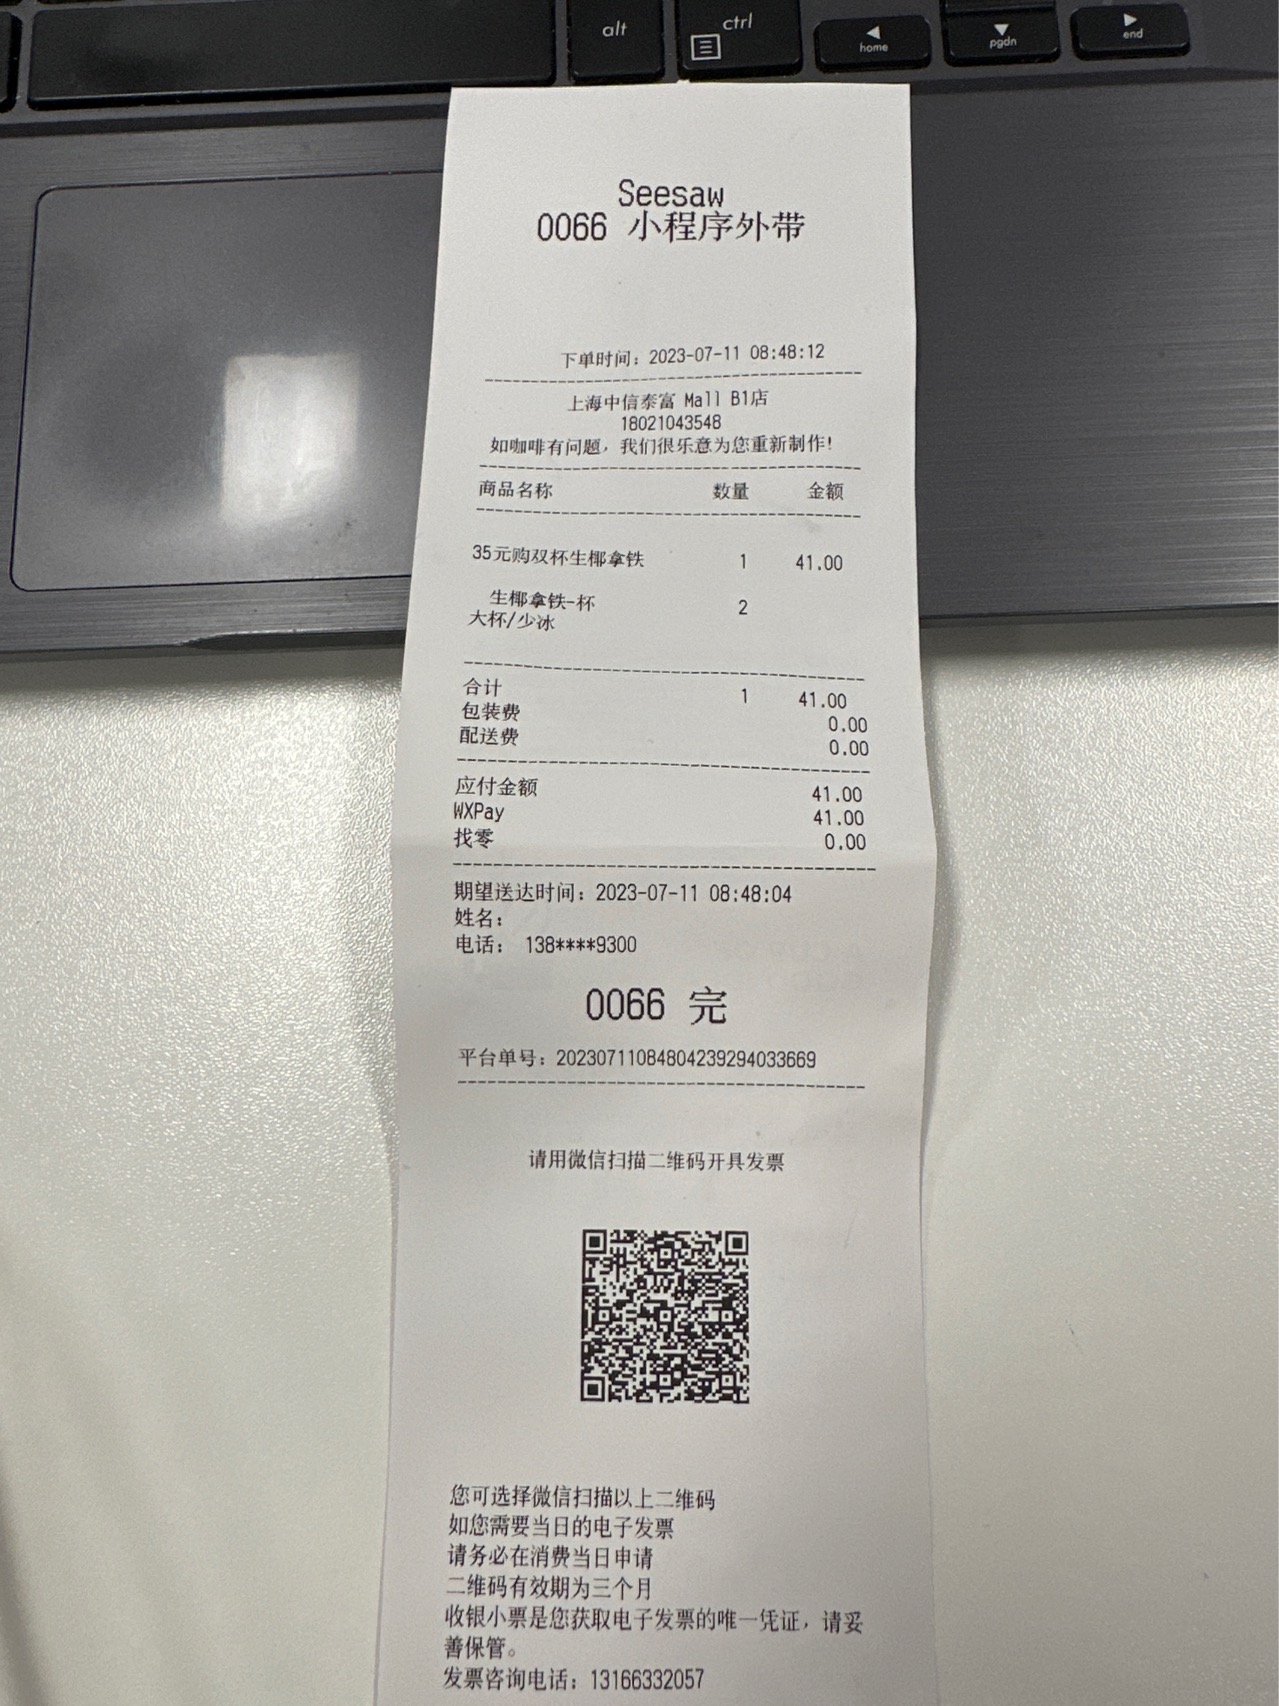 alt
ctrl
home
pgdn
end
Seesaw
0066 小程序外带
下单时间：2023-07-11 08:48:12
上海中信泰富 Mall B1店
18021043548
如咖啡有问题，我们很乐意为您重新制作!
商品名称 数量 金额
35元购双杯生椰拿铁 1 41.00
生椰拿铁-杯 2
大杯/少冰
合计 1 41.00
包装费 0.00
配送费 0.00
应付金额 41.00
WXPay 41.00
找零 0.00
期望送达时间：2023-07-11 08:48:04
姓名：
电话： 138****9300
0066 完
平台单号：20230711084804239294033669
请用微信扫描二维码开具发票
您可选择微信扫描以上二维码
如您需要当日的电子发票
请务必在消费当日申请
二维码有效期为三个月
收银小票是您获取电子发票的唯一凭证，请妥
善保管。
发票咨询电话：13166332057